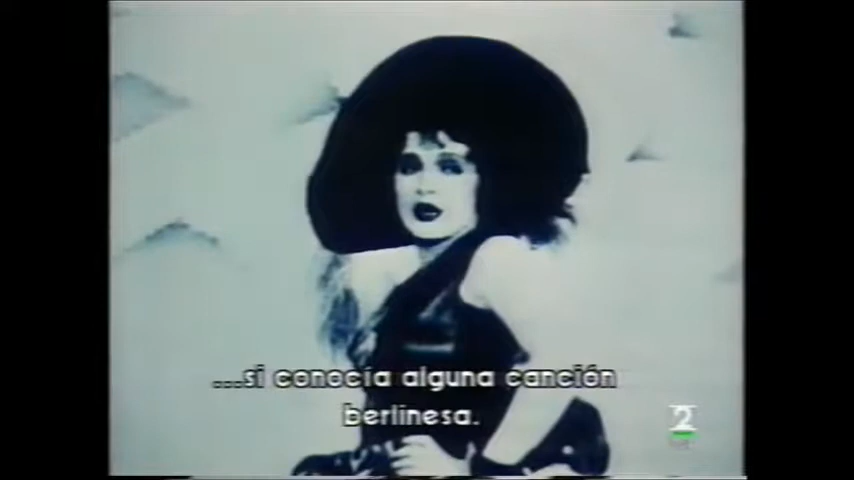 ...si conocía alguna canción
berlinesa.
2